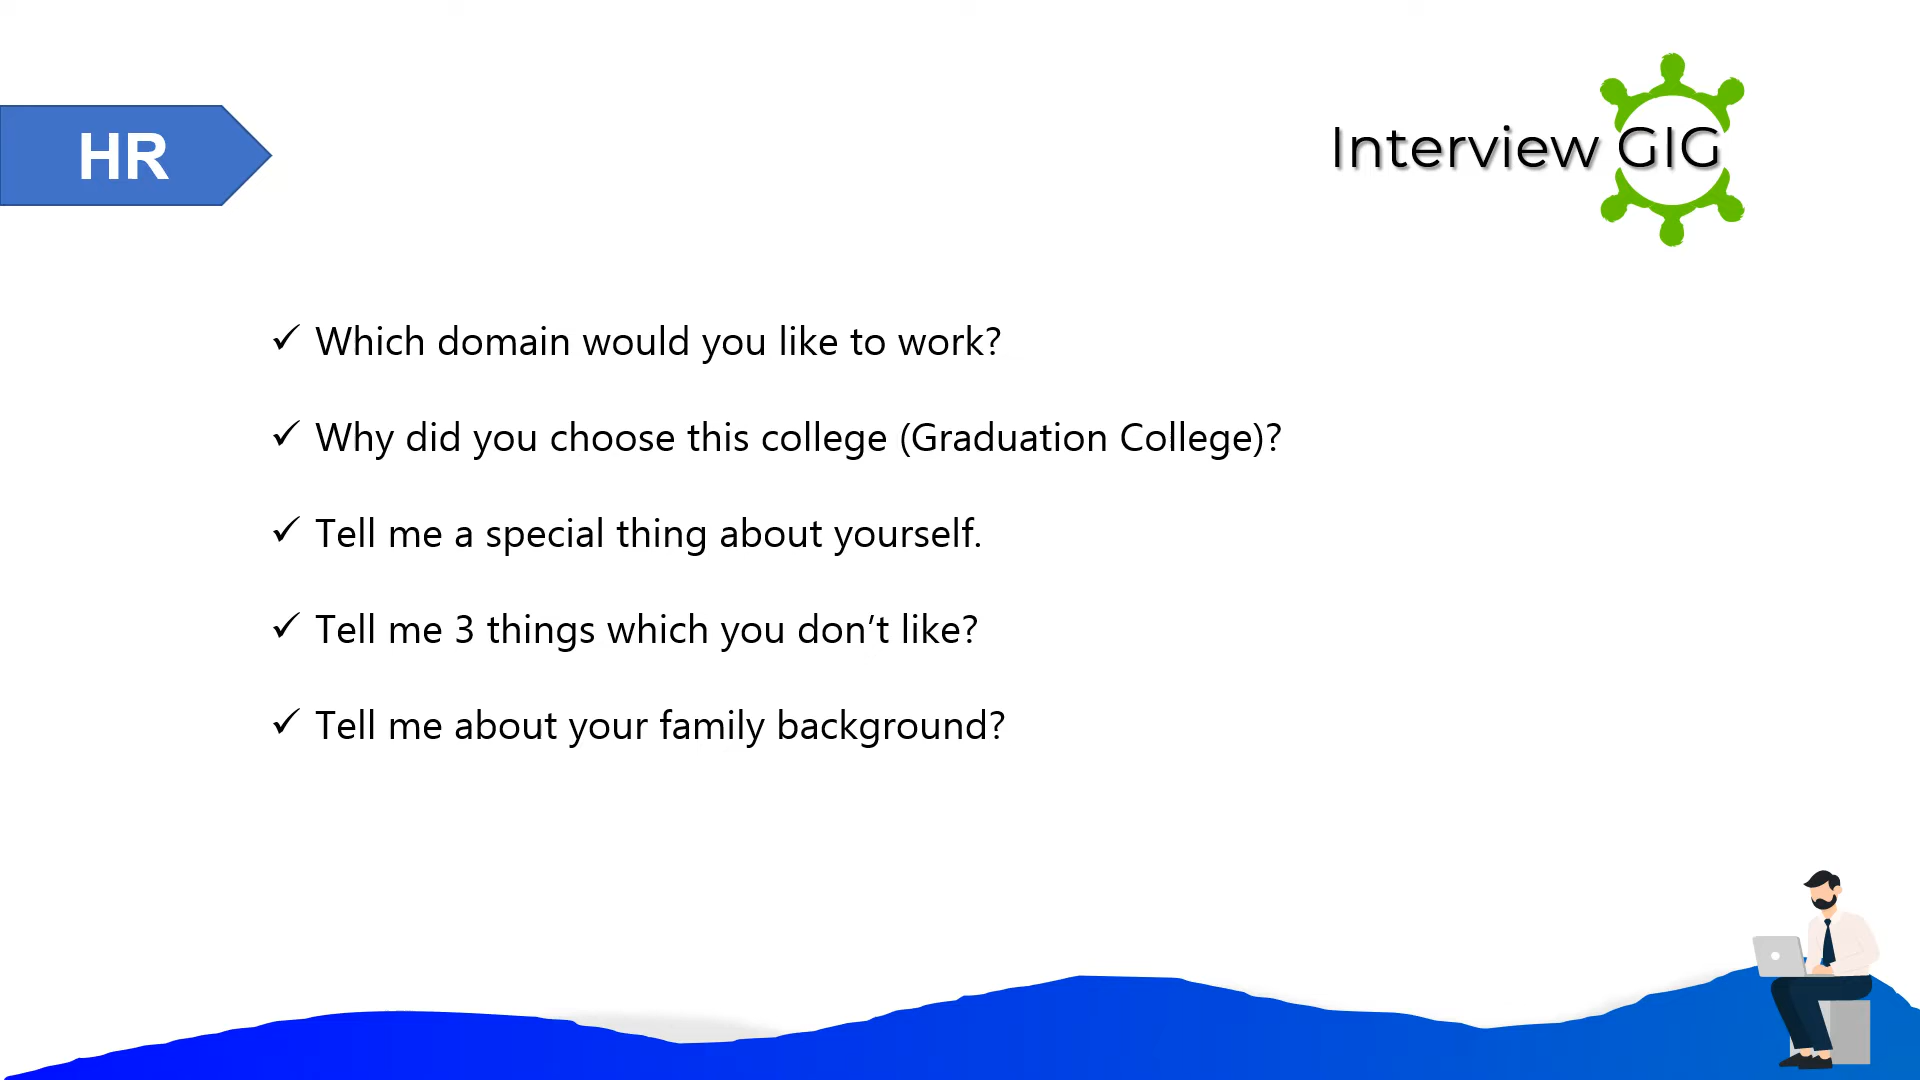 HR
Interview GIG
✓ Which domain would you like to work?
✓ Why did you choose this college (Graduation College)?
✓ Tell me a special thing about yourself.
✓ Tell me 3 things which you don’t like?
✓ Tell me about your family background?